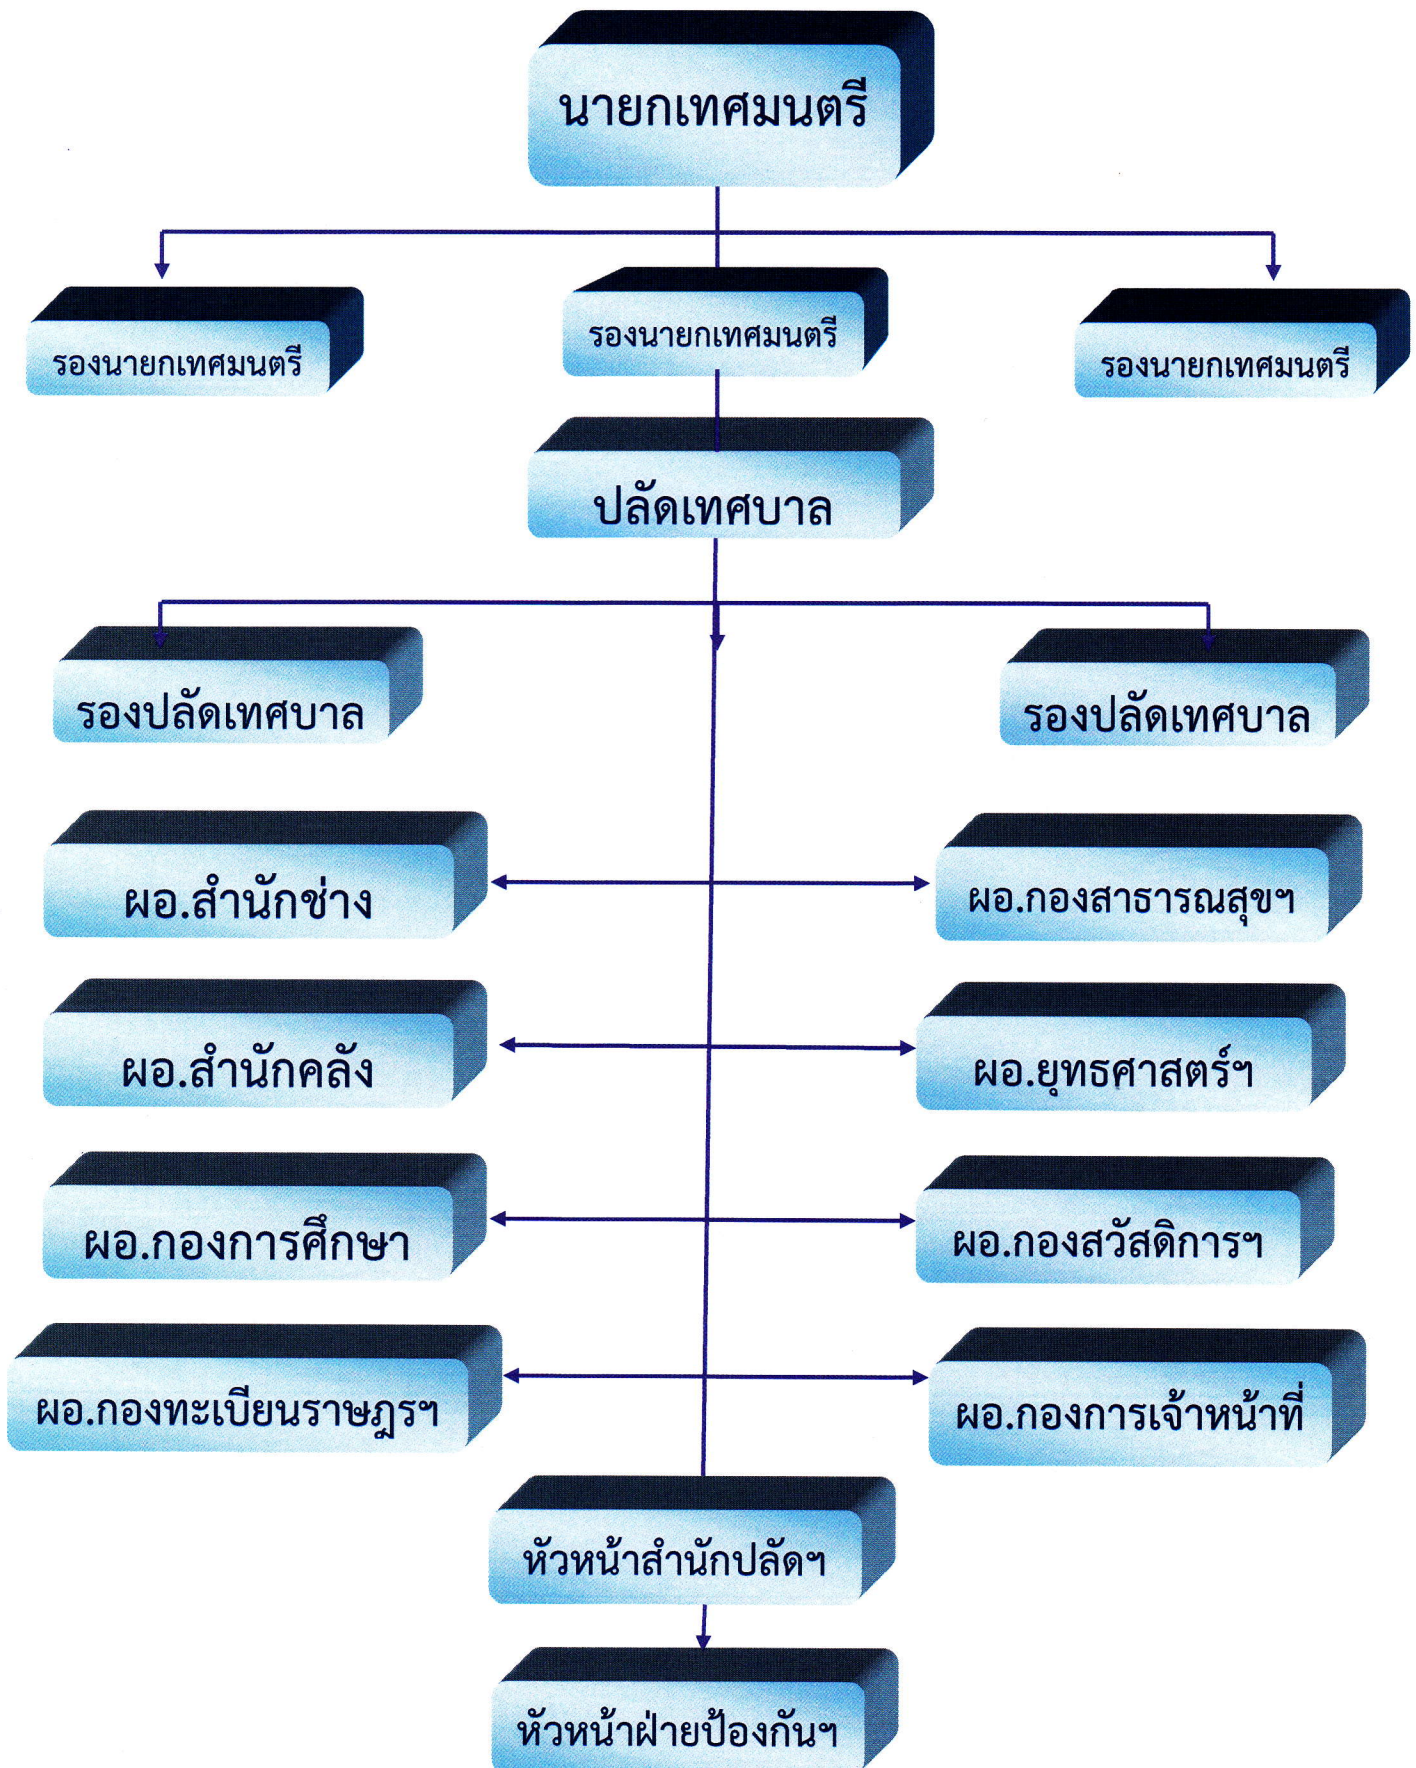 นายกเทศมนตรี
รองนายกเทศมนตรี
รองนายกเทศมนตรี
รองนายกเทศมนตรี
ปลัดเทศบาล
รองปลัดเทศบาล
รองปลัดเทศบาล
ผอ.สำนักช่าง
ผอ.กองสาธารณสุขฯ
ผอ.สำนักคลัง
ผอ.ยุทธศาสตร์ฯ
ผอ.กองการศึกษา
ผอ.กองสวัสดิการฯ
ผอ.กองทะเบียนราษฎรฯ
ผอ.กองการเจ้าหน้าที่
หัวหน้าสำนักปลัดฯ
หัวหน้าฝ่ายป้องกันฯ